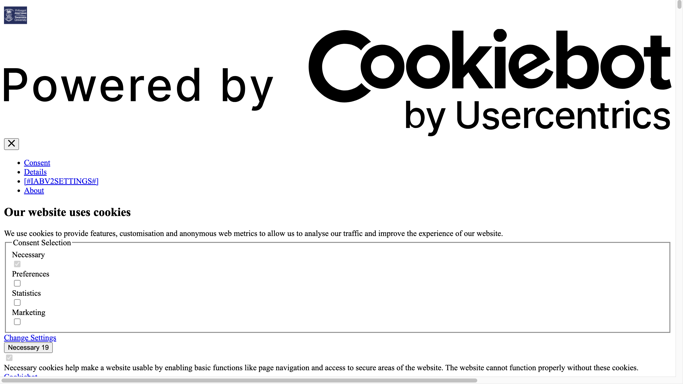 Powered by Cookiebot
by Usercentrics
Consent
Details
[#IABV2SETTINGS#]
About
Our website uses cookies
We use cookies to provide features, customisation and anonymous web metrics to allow us to analyse our traffic and improve the experience of our website.
Consent Selection
Necessary
Preferences
Statistics
Marketing
Change Settings
Necessary 19
Necessary cookies help make a website usable by enabling basic functions like page navigation and access to secure areas of the website. The website cannot function properly without these cookies.
Cookiebot